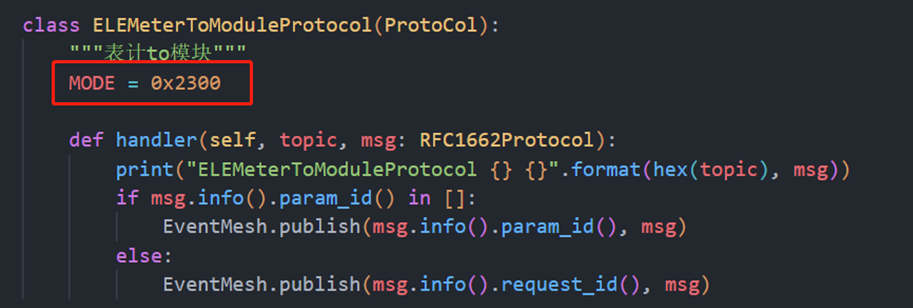 class ELEMeterToModuleProtocol(ProtoCol):
    """表计to模块"""
    MODE = 0x2300
    def handler(self, topic, msg: RFC1662Protocol):
        print("ELEMeterToModuleProtocol {} {}".format(hex(topic), msg))
        if msg.info().param_id() in []:
            EventMesh.publish(msg.info().param_id(), msg)
        else:
            EventMesh.publish(msg.info().request_id(), msg)